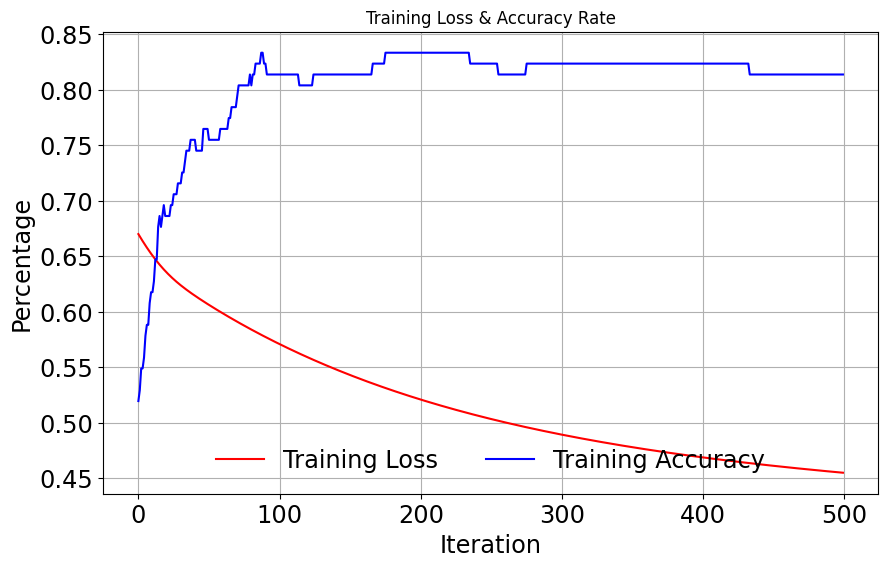 Training Loss & Accuracy Rate
Percentage
0.85
0.80
0.75
0.70
0.65
0.60
0.55
0.50
0.45
Training Loss
Training Accuracy
0 100 200 300 400 500
Iteration